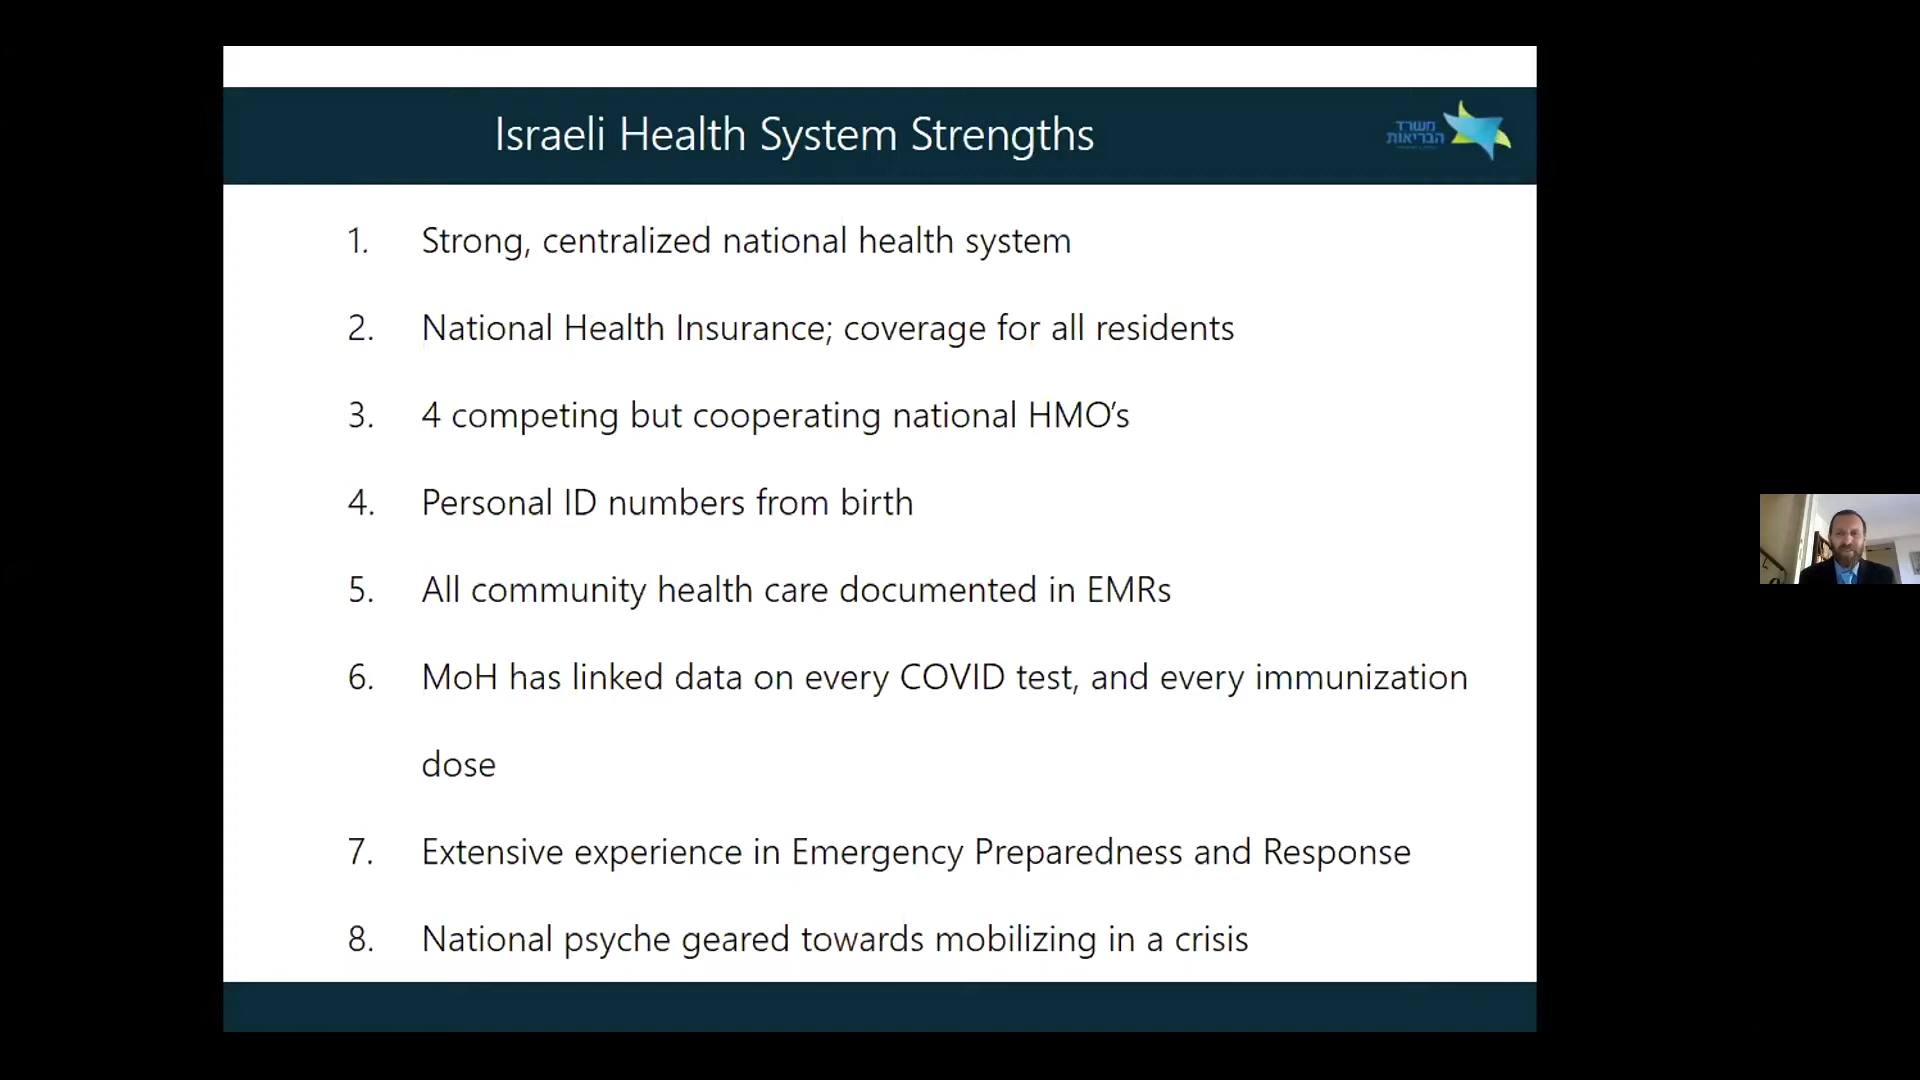 Israeli Health System Strengths
משרד
הבריאות
1. Strong, centralized national health system
2. National Health Insurance; coverage for all residents
3. 4 competing but cooperating national HMO’s
4. Personal ID numbers from birth
5. All community health care documented in EMRs
6. MoH has linked data on every COVID test, and every immunization
dose
7. Extensive experience in Emergency Preparedness and Response
8. National psyche geared towards mobilizing in a crisis